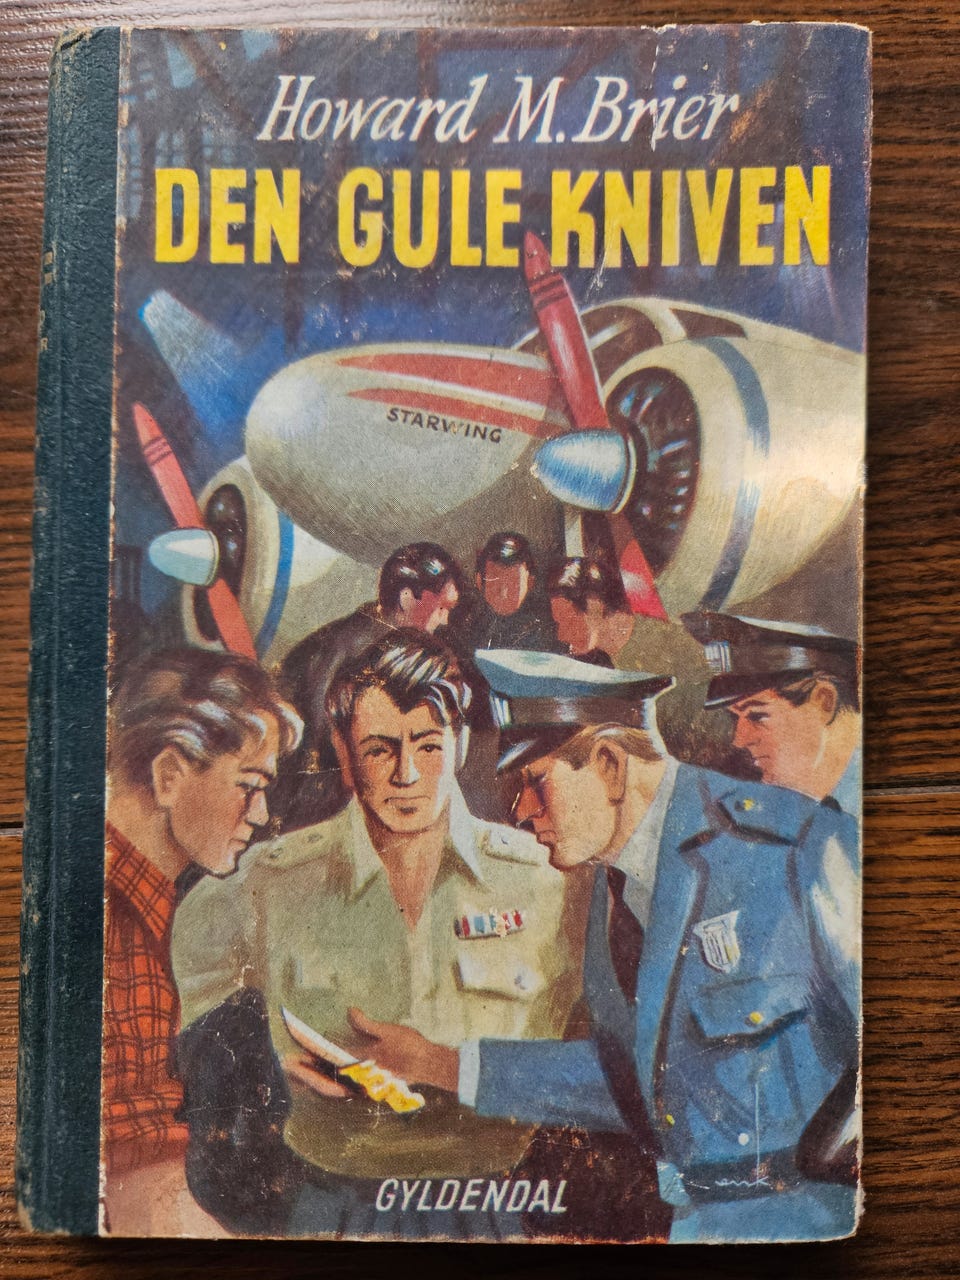 Howard M. Brier
DEN GULE KNIVEN
STARWING
GYLDENDAL